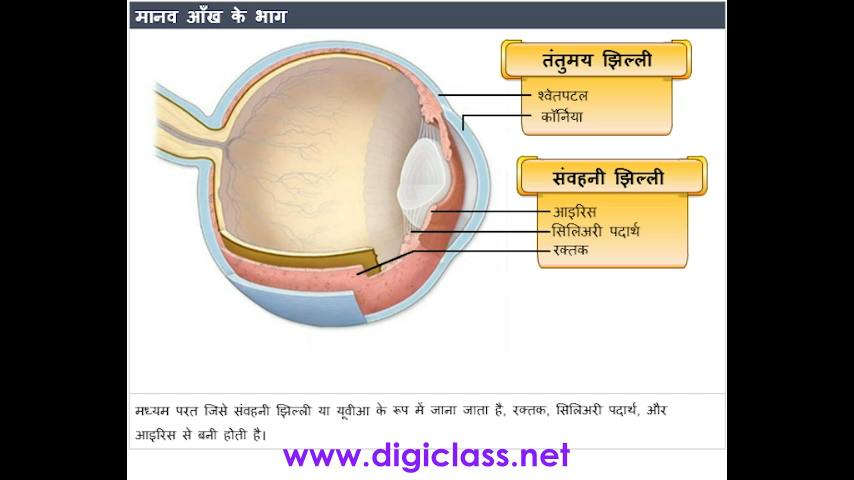 मानव आँख के भाग
तंतुमय झिल्ली
श्वेतपटल
कॉर्निया
संवहनी झिल्ली
आइरिस
सिलिअरी पदार्थ
रक्तक
मध्यम परत जिसे संवहनी झिल्ली या यूवीआ के रूप में जाना जाता है, रक्तक, सिलिअरी पदार्थ, और
आइरिस से बनी होती है।
www.digiclass.net